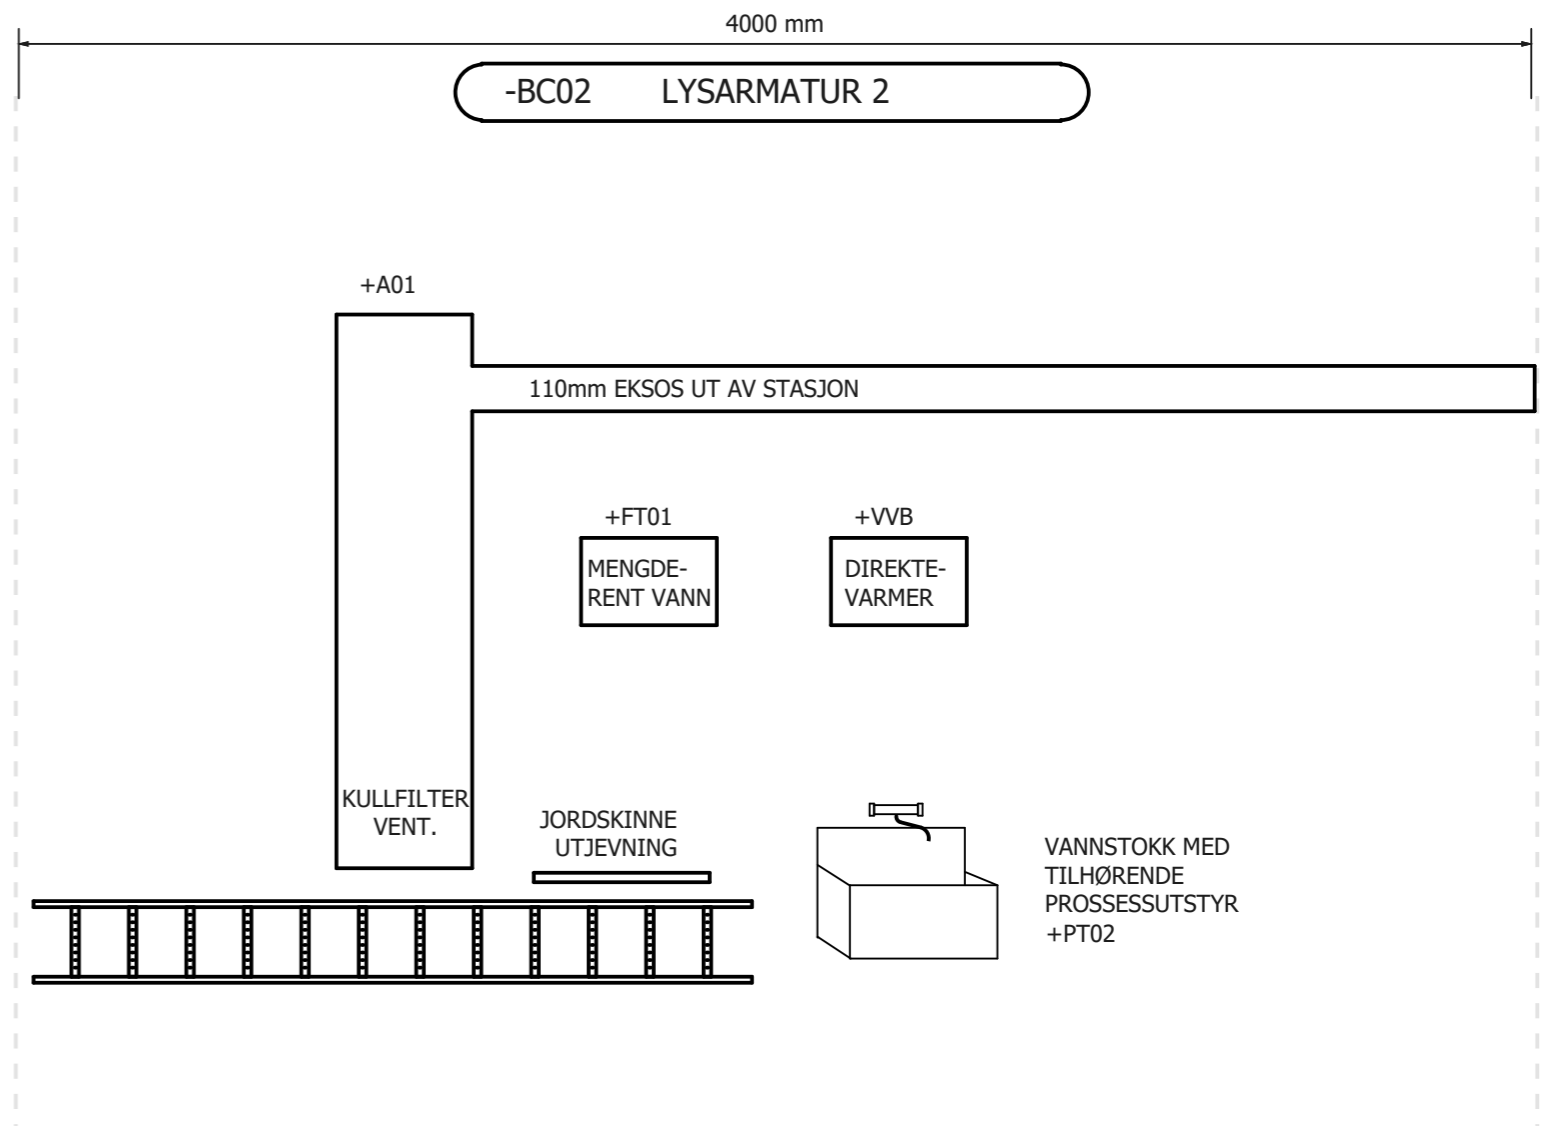 4000 mm
-BC02 LYSARMATUR 2
+A01
110mm EKSOS UT AV STASJON
+FT01
+VVB
MENGDE-
RENT VANN
DIREKTE-
VARMER
KULLFILTER
VENT.
JORDSKINNE
UTJEVNING
VANNSTOKK MED
TILHØRENDE
PROSSESSUTSTYR
+PT02